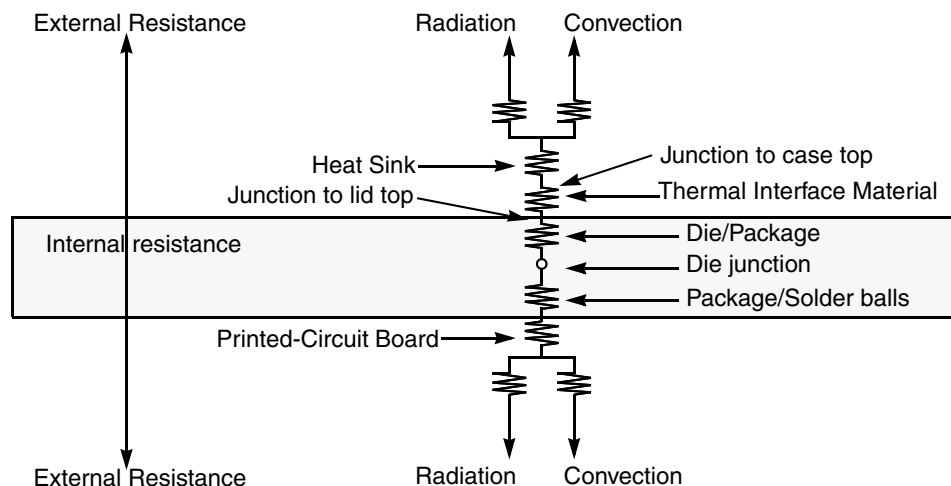 External Resistance
Radiation
Convection
Heat Sink
Junction to case top
Junction to lid top
Thermal Interface Material
Internal resistance
Die/Package
Die junction
Package/Solder balls
Printed-Circuit Board
External Resistance
Radiation
Convection